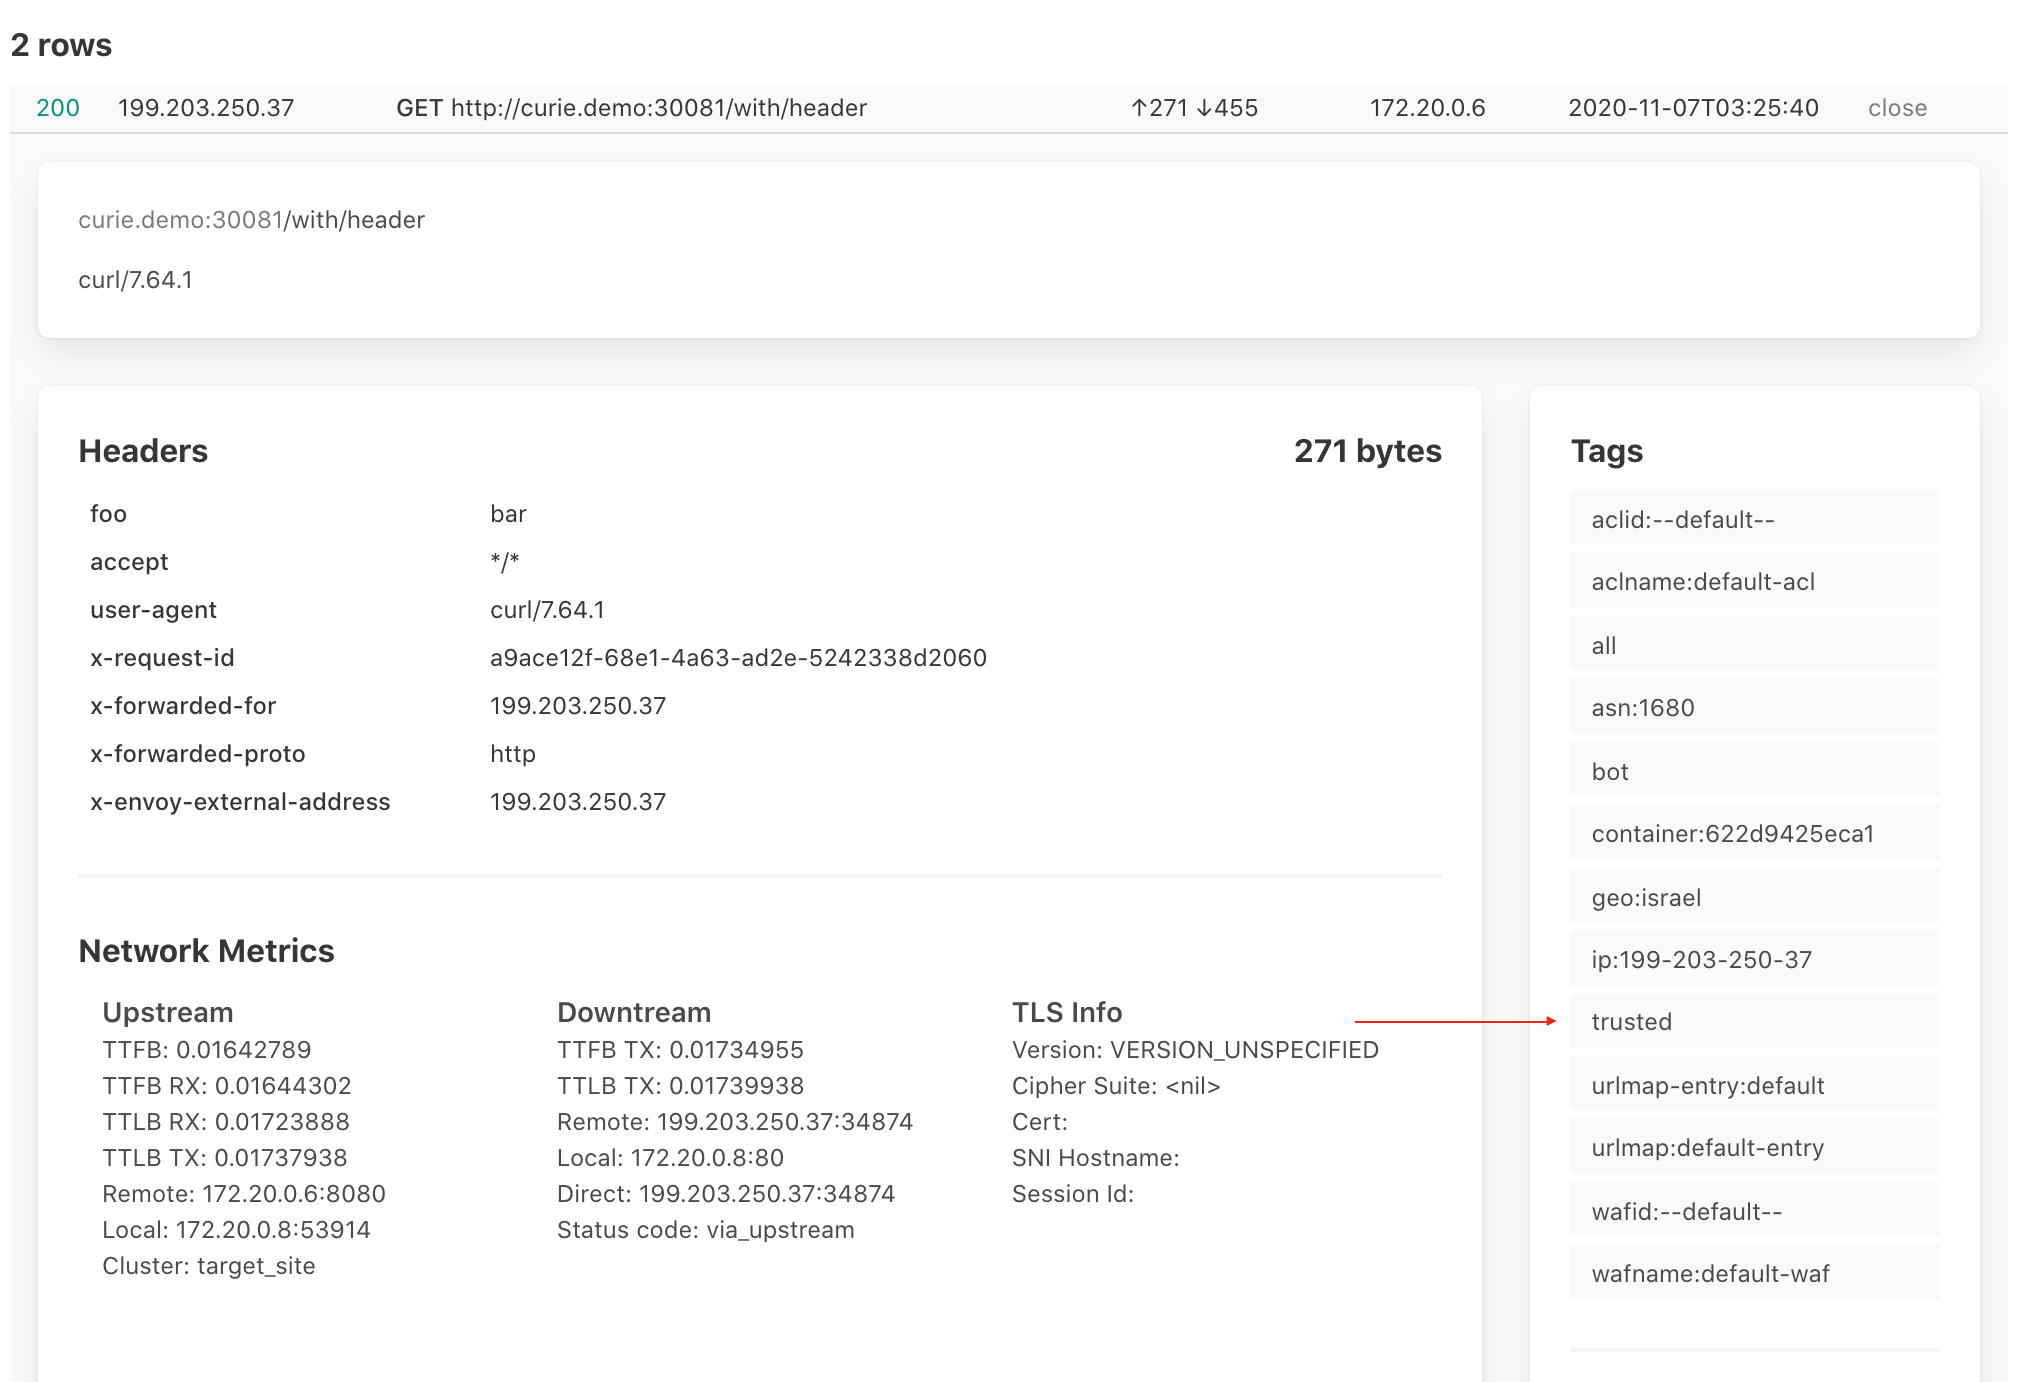 2 rows
200 199.203.250.37 GET http://curie.demo:30081/with/header ↑271 ↓455 172.20.0.6 2020-11-07T03:25:40 close
curie.demo:30081/with/header
curl/7.64.1
Headers 271 bytes
foo bar
accept */*
user-agent curl/7.64.1
x-request-id a9ace12f-68e1-4a63-ad2e-5242338d2060
x-forwarded-for 199.203.250.37
x-forwarded-proto http
x-envoy-external-address 199.203.250.37
Network Metrics
Upstream
TTFB: 0.01642789
TTFB RX: 0.01644302
TTLB RX: 0.01723888
TTLB TX: 0.01737938
Remote: 172.20.0.6:8080
Local: 172.20.0.8:53914
Cluster: target_site
Downtream
TTFB TX: 0.01734955
TTLB TX: 0.01739938
Remote: 199.203.250.37:34874
Local: 172.20.0.8:80
Direct: 199.203.250.37:34874
Status code: via_upstream
TLS Info
Version: VERSION_UNSPECIFIED
Cipher Suite: <nil>
Cert:
SNI Hostname:
Session Id:
Tags
aclid:--default--
aclname:default-acl
all
asn:1680
bot
container:622d9425eca1
geo:israel
ip:199-203-250-37
trusted
urlmap-entry:default
urlmap:default-entry
wafid:--default--
wafname:default-waf